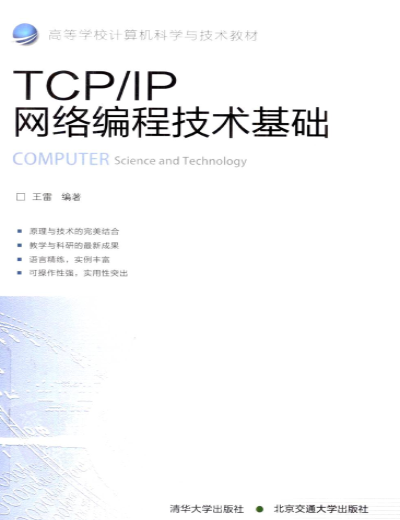 高等学校计算机科学与技术教材
TCP/IP
网络编程技术基础
COMPUTER Science and Technology
□ 王雷 编著
▪ 原理与技术的完美结合
▪ 教学与科研的最新成果
▪ 语言精练，实例丰富
▪ 可操作性强，实用性突出
清华大学出版社 ● 北京交通大学出版社